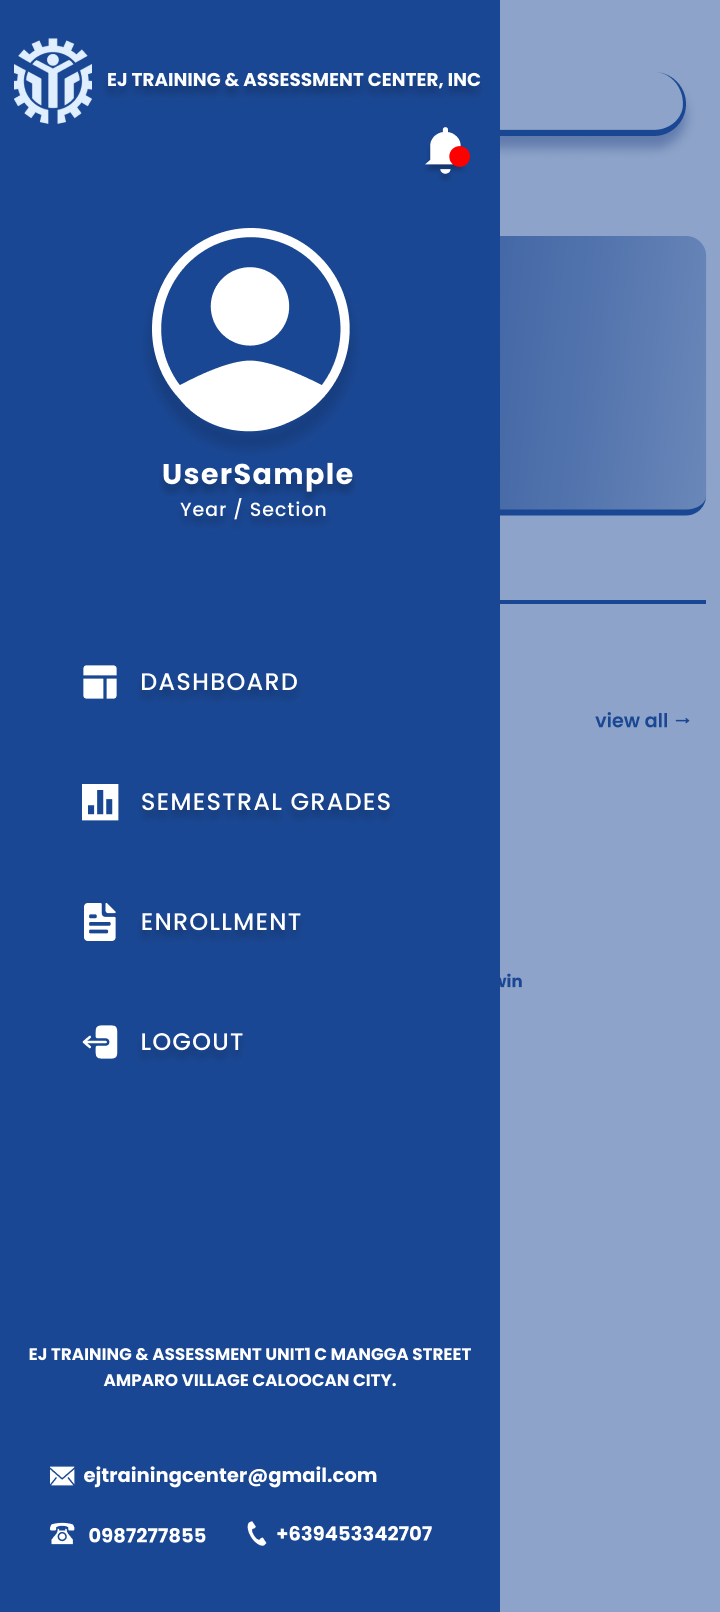 EJ TRAINING & ASSESSMENT CENTER, INC
UserSample
Year / Section
DASHBOARD
view all →
SEMESTRAL GRADES
ENROLLMENT
LOGOUT
EJ TRAINING & ASSESSMENT UNIT1 C MANGGA STREET
AMPARO VILLAGE CALOOCAN CITY.
ejtrainingcenter@gmail.com
0987277855 +639453342707